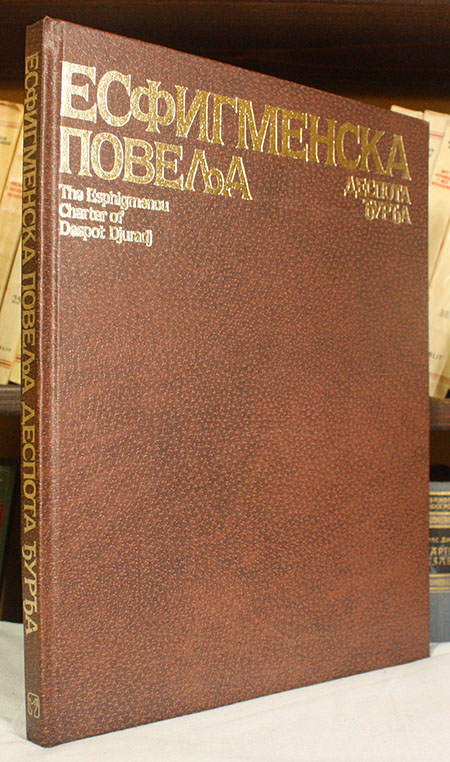 ЕСФИГМЕНСКА
ПОВЕЉА
ДЕСПОТА
ЂУРЂА
The Esphigmenou
Charter of
Despot Djuradj
ЕСФИГМЕНСКА ПОВЕЉА ДЕСПОТА ЂУРЂА